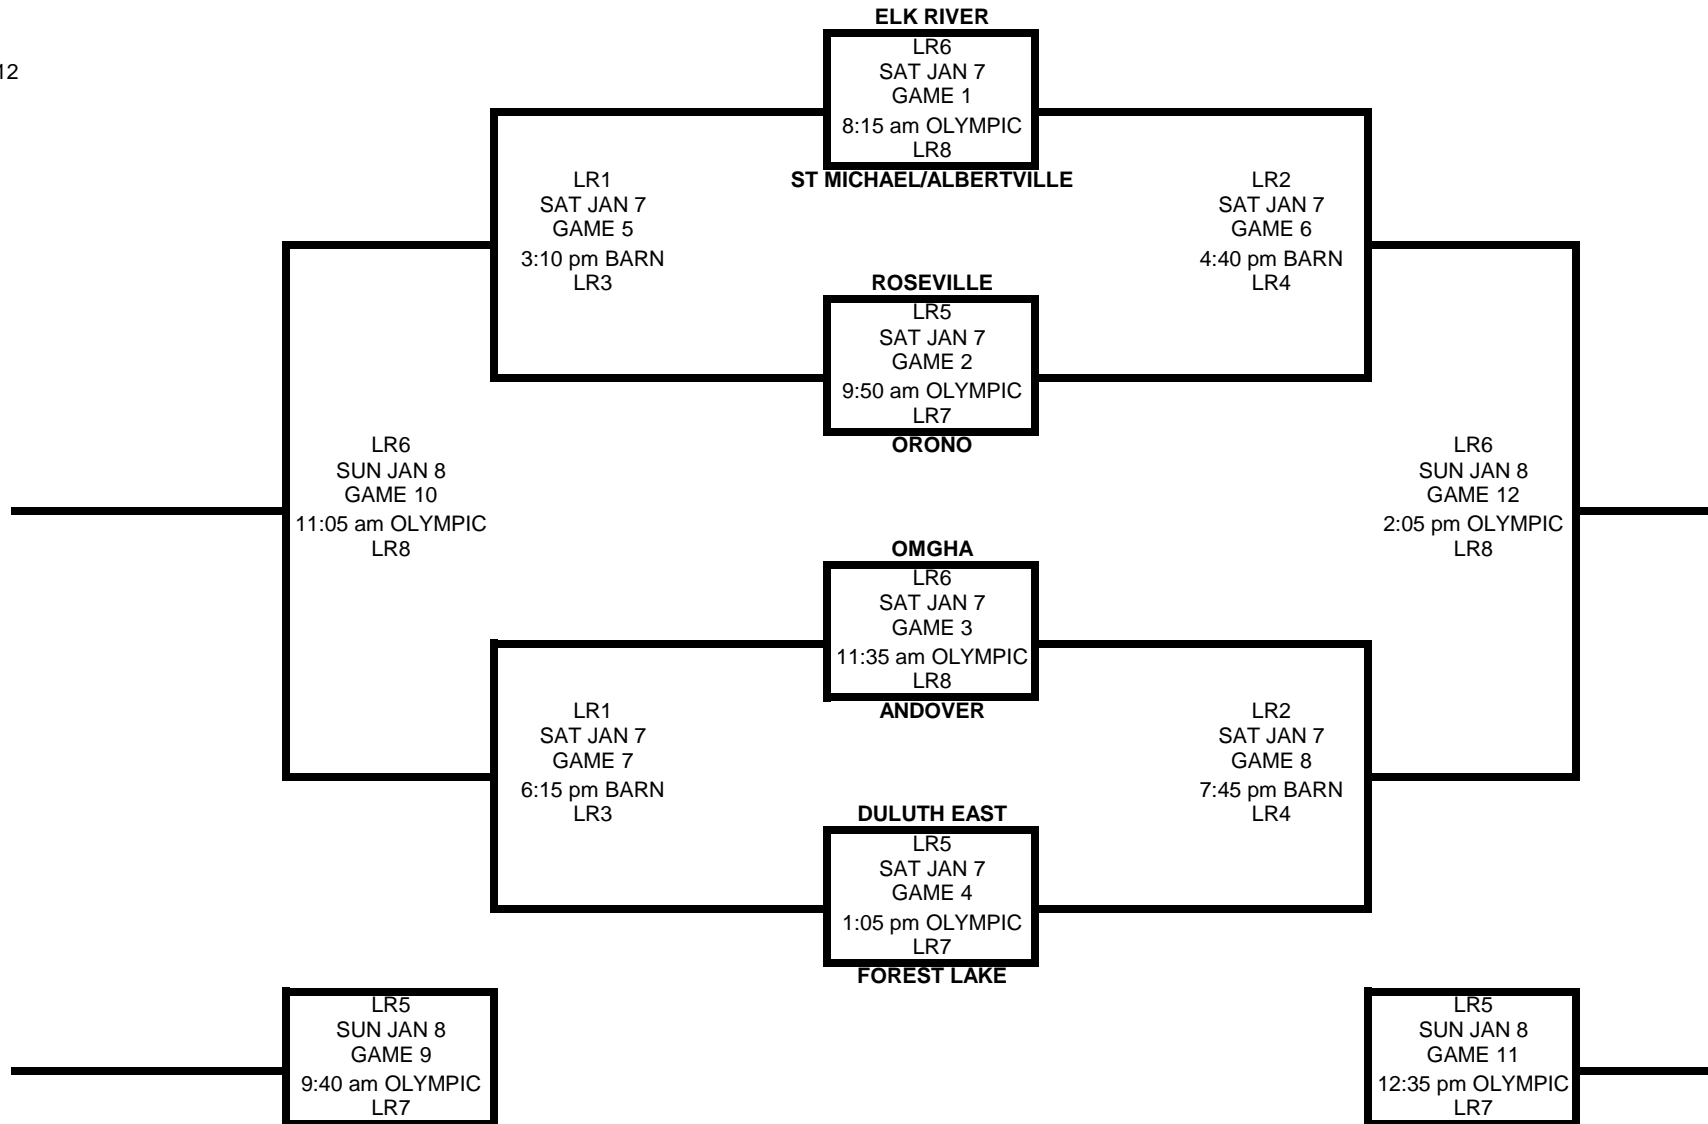 12
ELK RIVER
LR6
SAT JAN 7
GAME 1
8:15 am OLYMPIC
LR8
ST MICHAEL/ALBERTVILLE
LR1
SAT JAN 7
GAME 5
3:10 pm BARN
LR3
LR2
SAT JAN 7
GAME 6
4:40 pm BARN
LR4
ROSEVILLE
LR5
SAT JAN 7
GAME 2
9:50 am OLYMPIC
LR7
ORONO
LR6
SUN JAN 8
GAME 10
11:05 am OLYMPIC
LR8
LR6
SUN JAN 8
GAME 12
2:05 pm OLYMPIC
LR8
OMGHA
LR6
SAT JAN 7
GAME 3
11:35 am OLYMPIC
LR8
ANDOVER
LR1
SAT JAN 7
GAME 7
6:15 pm BARN
LR3
LR2
SAT JAN 7
GAME 8
7:45 pm BARN
LR4
DULUTH EAST
LR5
SAT JAN 7
GAME 4
1:05 pm OLYMPIC
LR7
FOREST LAKE
LR5
SUN JAN 8
GAME 9
9:40 am OLYMPIC
LR7
LR5
SUN JAN 8
GAME 11
12:35 pm OLYMPIC
LR7